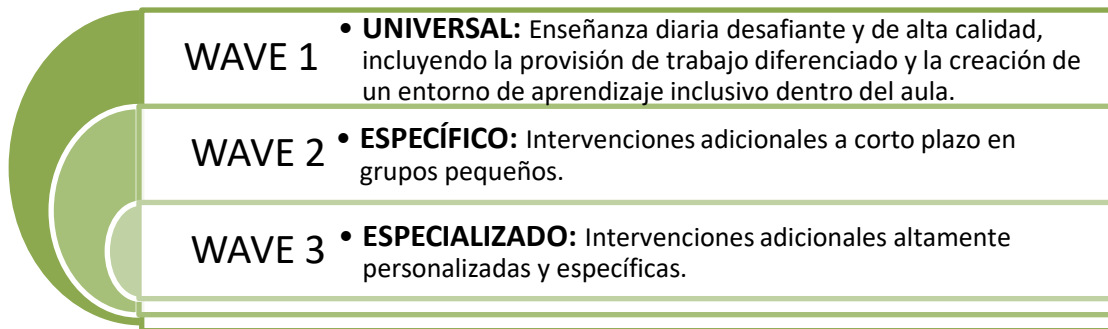 WAVE 1
• UNIVERSAL: Enseñanza diaria desafiante y de alta calidad,
incluyendo la provisión de trabajo diferenciado y la creación de
un entorno de aprendizaje inclusivo dentro del aula.
WAVE 2
• ESPECÍFICO: Intervenciones adicionales a corto plazo en
grupos pequeños.
WAVE 3
• ESPECIALIZADO: Intervenciones adicionales altamente
personalizadas y específicas.